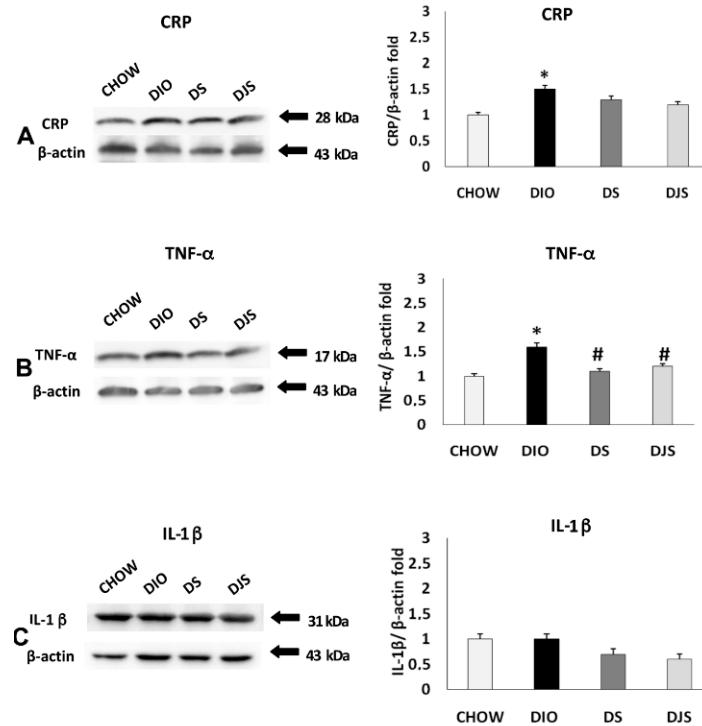 CRP
CHOW DIO DS DJS
CRP 28 kDa
A
β-actin 43 kDa
CRP
CRP/β-actin fold
3
2.5
2
1.5
1
0.5
0
*
CHOW DIO DS DJS
TNF-α
CHOW DIO DS DJS
TNF-α 17 kDa
B
β-actin 43 kDa
TNF-α
TNF-α/ β-actin fold
3
2.5
2
1.5
1
0,5
0
* # #
CHOW DIO DS DJS
IL-1 β
CHOW DIO DS DJS
IL-1 β 31 kDa
C
β-actin 43 kDa
IL-1 β
IL-1β/ β-actin fold
3
2.5
2
1.5
1
0.5
0
CHOW DIO DS DJS